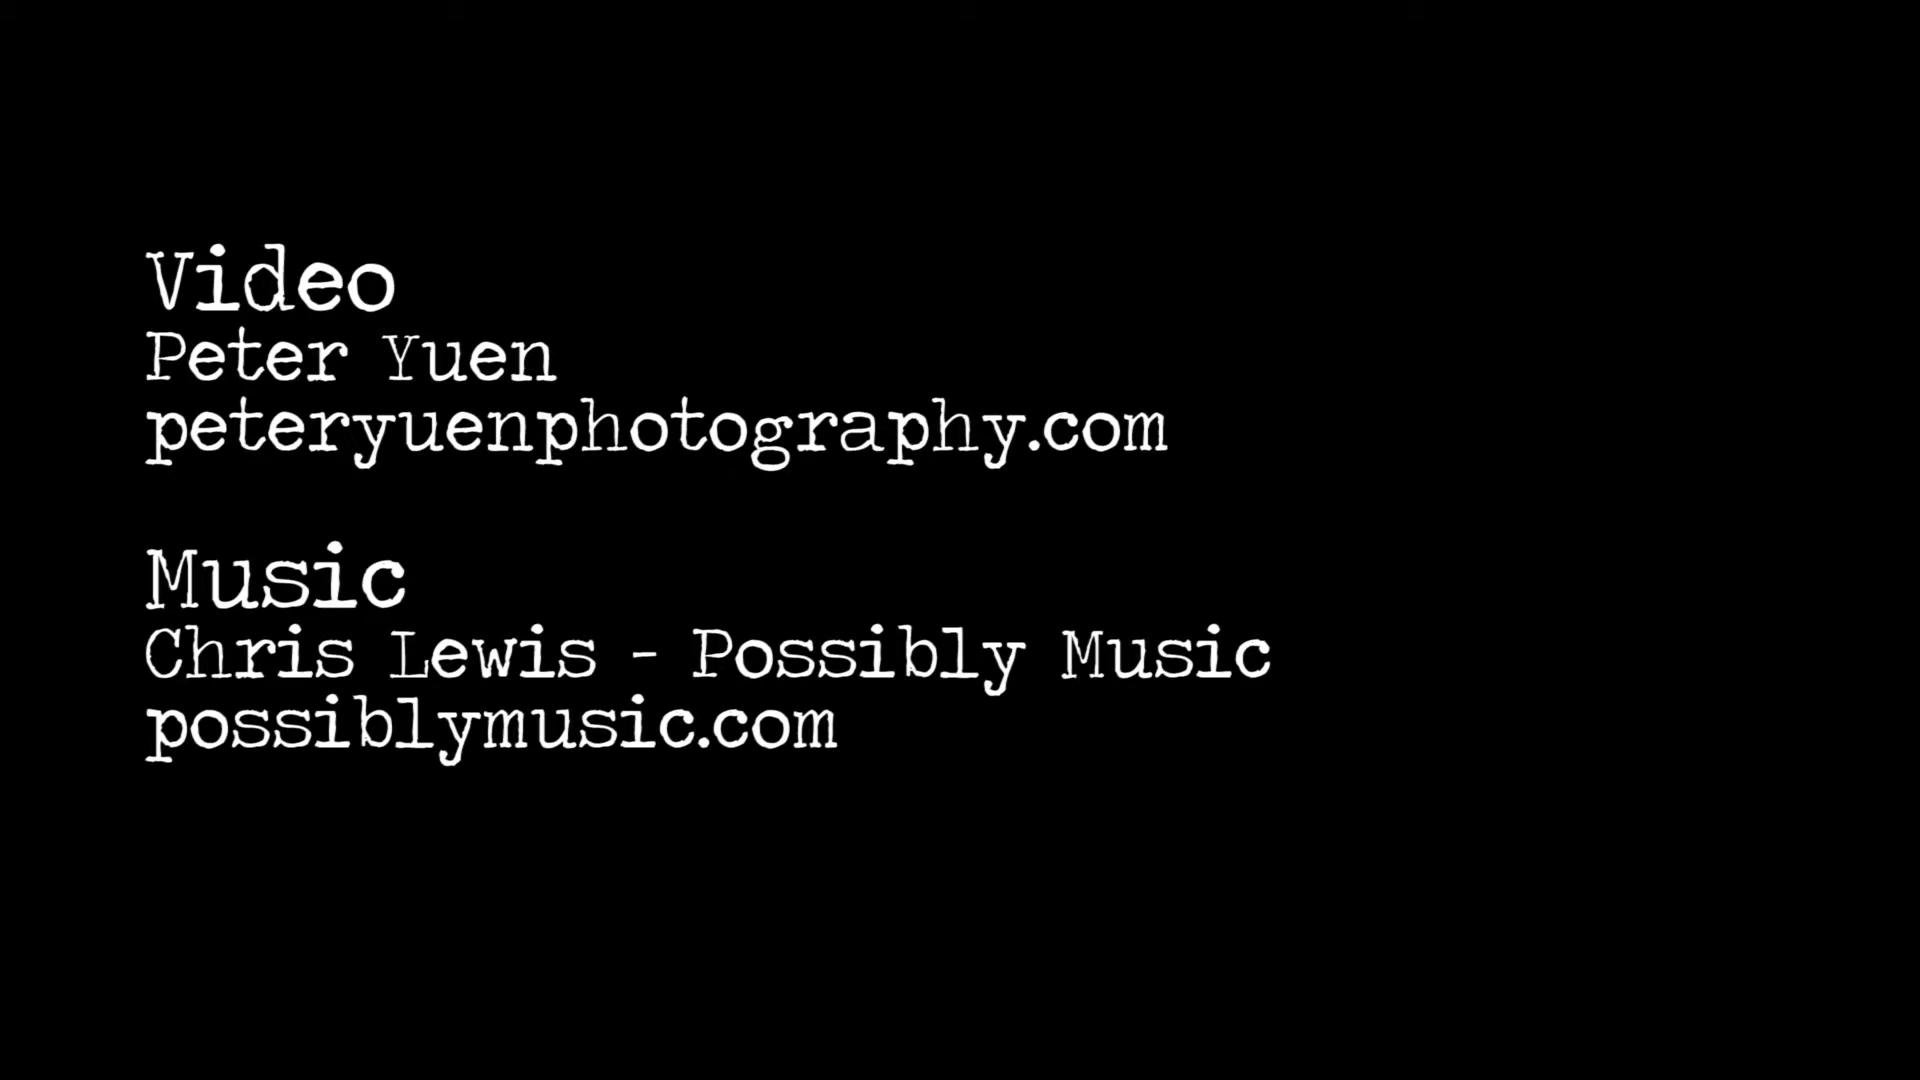 Video
Peter Yuen
peteryuenphotography.com
Music
Chris Lewis - Possibly Music
possiblymusic.com